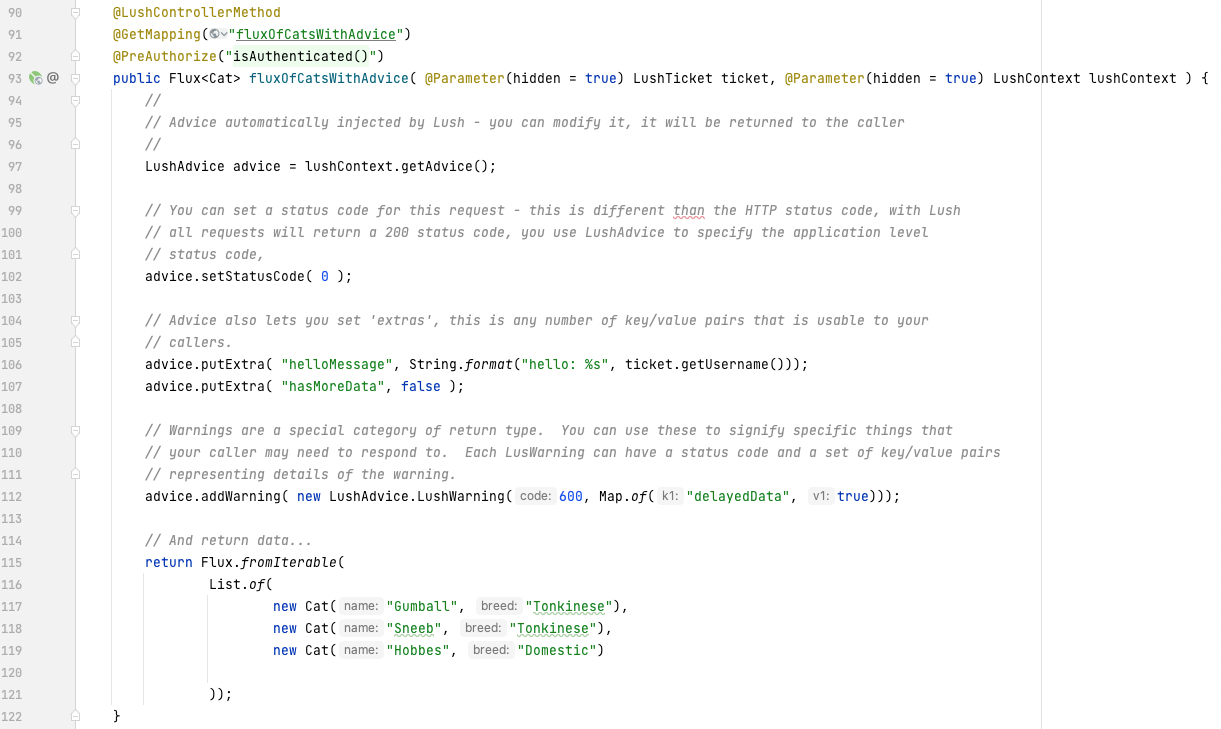 90 @LushControllerMethod
91 @GetMapping("fluxOfCatsWithAdvice")
92 @PreAuthorize("isAuthenticated()")
93 @ public Flux<Cat> fluxOfCatsWithAdvice( @Parameter(hidden = true) LushTicket ticket, @Parameter(hidden = true) LushContext lushContext ) {
94 //
95 // Advice automatically injected by Lush - you can modify it, it will be returned to the caller
96 //
97 LushAdvice advice = lushContext.getAdvice();
98
99 // You can set a status code for this request - this is different than the HTTP status code, with Lush
100 // all requests will return a 200 status code, you use LushAdvice to specify the application level
101 // status code,
102 advice.setStatusCode( 0 );
103
104 // Advice also lets you set 'extras', this is any number of key/value pairs that is usable to your
105 // callers.
106 advice.putExtra( "helloMessage", String.format("hello: %s", ticket.getUsername()));
107 advice.putExtra( "hasMoreData", false );
108
109 // Warnings are a special category of return type.  You can use these to signify specific things that
110 // your caller may need to respond to.  Each LusWarning can have a status code and a set of key/value pairs
111 // representing details of the warning.
112 advice.addWarning( new LushAdvice.LushWarning( code: 600, Map.of( k1: "delayedData", v1: true)));
113
114 // And return data...
115 return Flux.fromIterable(
116 List.of(
117 new Cat( name: "Gumball", breed: "Tonkinese"),
118 new Cat( name: "Sneeb", breed: "Tonkinese"),
119 new Cat( name: "Hobbes", breed: "Domestic")
120
121 ));
122 }